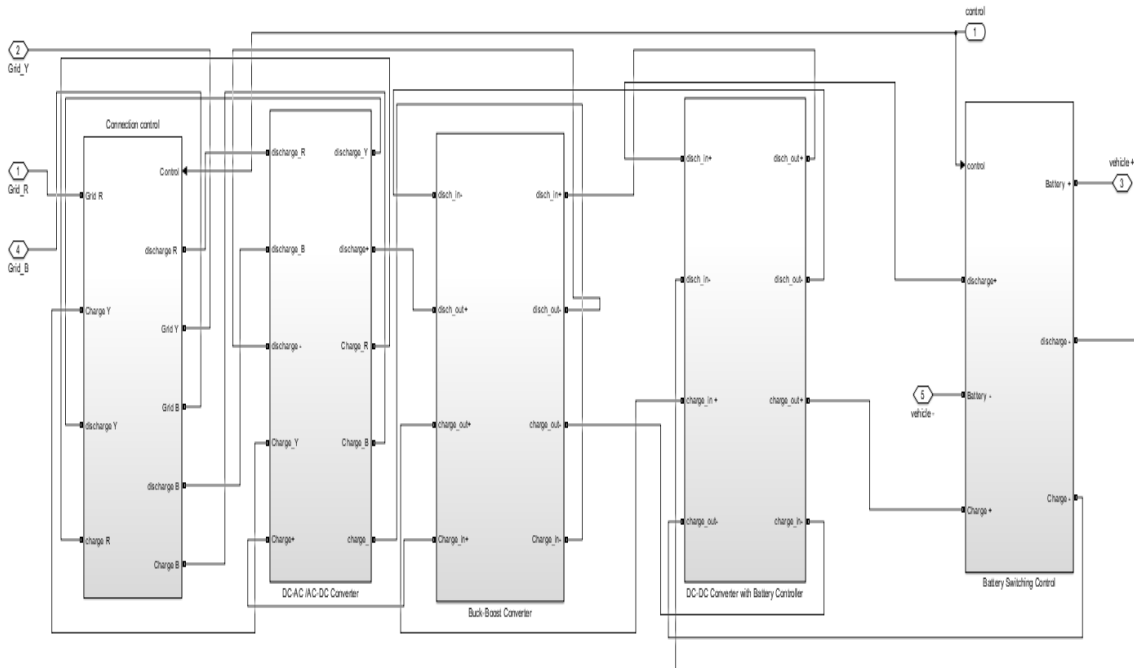 control
1
2
Grid_Y
1
Grid_R
4
Grid_B
Connection control
Control
Grid R
discharge R
Charge Y
Grid Y
Grid B
discharge Y
discharge B
charge R
Charge B
discharge_R
discharge_Y
discharge_B
discharge+
discharge -
Charge_R
Charge_Y
Charge_B
Charge+
charge_
DC-AC /AC-DC Converter
disch_in-
disch_in+
disch_out+
disch_out-
charge_out+
charge_out-
Charge_in+
Charge_in-
Buck-Boost Converter
disch_in+
disch_out+
disch_in-
disch_out-
charge_in +
charge_out+
charge_out-
charge_in-
DC-DC Converter with Battery Controller
control
Battery +
discharge+
discharge -
Battery -
Charge -
Charge +
Battery Switching Control
vehicle +
3
5
vehicle -